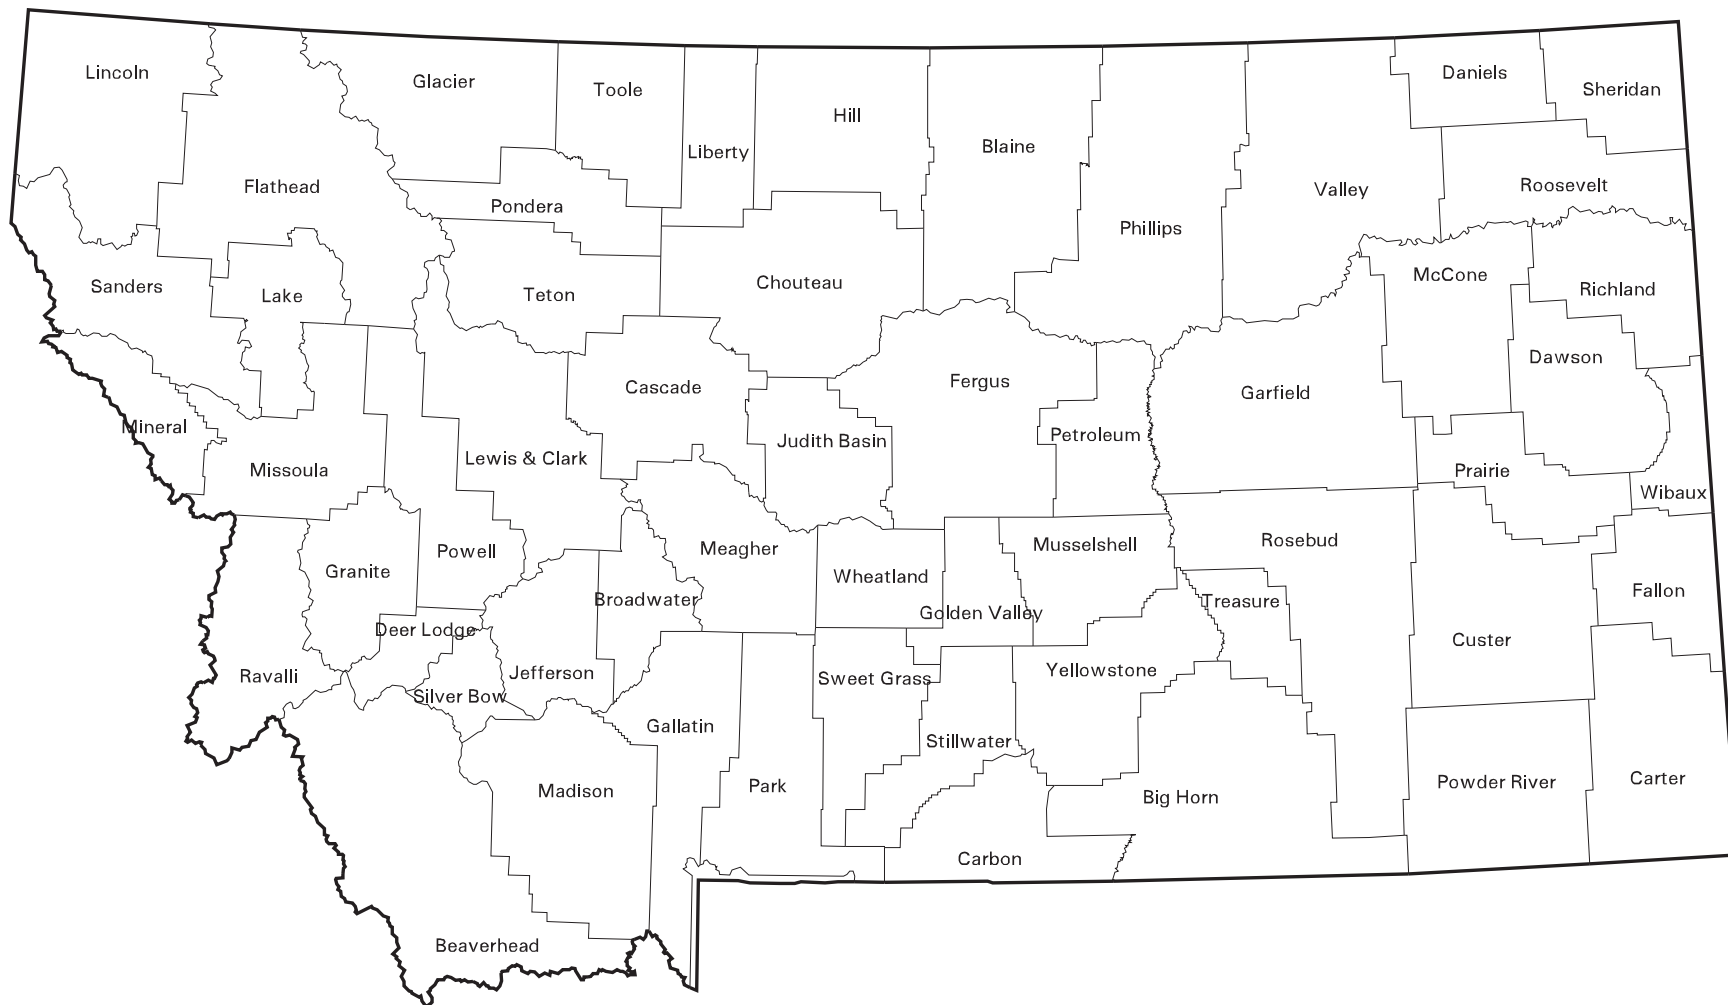 Lincoln
Glacier
Toole
Daniels
Sheridan
Hill
Liberty
Blaine
Flathead
Pondera
Valley
Roosevelt
Phillips
Sanders
Lake
Teton
Chouteau
McCone
Richland
Dawson
Cascade
Fergus
Garfield
Mineral
Judith Basin
Petroleum
Missoula
Lewis & Clark
Prairie
Wibaux
Powell
Meagher
Musselshell
Rosebud
Granite
Wheatland
Broadwater
Golden Valley
Treasure
Fallon
Deer Lodge
Custer
Ravalli
Jefferson
Sweet Grass
Yellowstone
Silver Bow
Gallatin
Stillwater
Madison
Park
Big Horn
Powder River
Carter
Carbon
Beaverhead